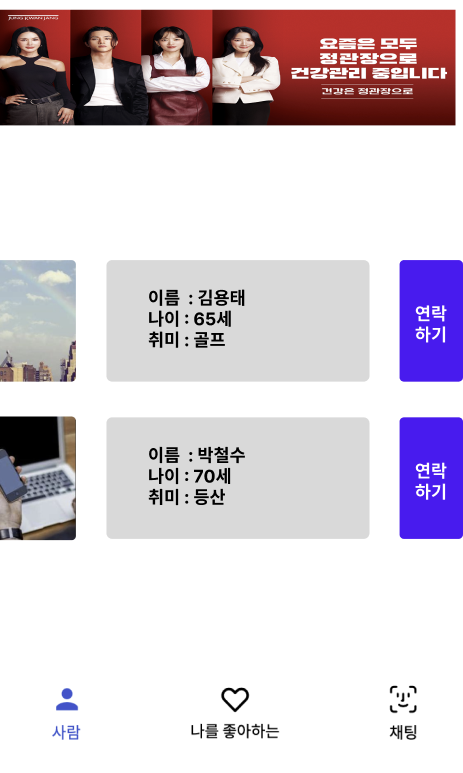 JUNG KWAN JANG
요즘은 모두
정관장으로
건강관리 중입니다
건강은 정관장으로
이름 : 김용태
나이 : 65세
취미 : 골프
연락
하기
이름 : 박철수
나이 : 70세
취미 : 등산
연락
하기
사람
나를 좋아하는
채팅